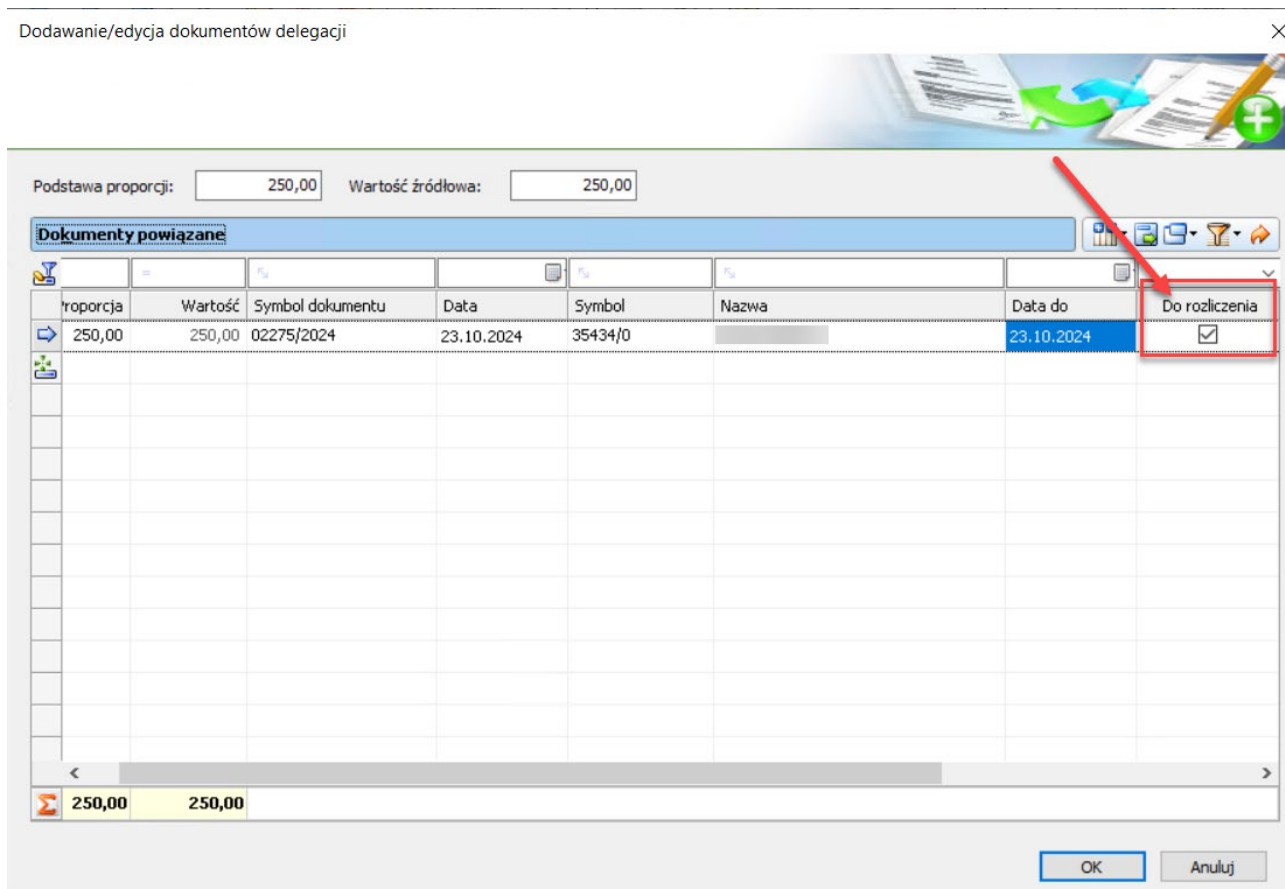 Dodawanie/edycja dokumentów delegacji
Podstawa proporcji: 250,00 Wartość źródłowa: 250,00
Dokumenty powiązane
roporcja Wartość Symbol dokumentu Data Symbol Nazwa Data do Do rozliczenia
250,00 250,00 02275/2024 23.10.2024 35434/0 23.10.2024
250,00 250,00
OK Anuluj